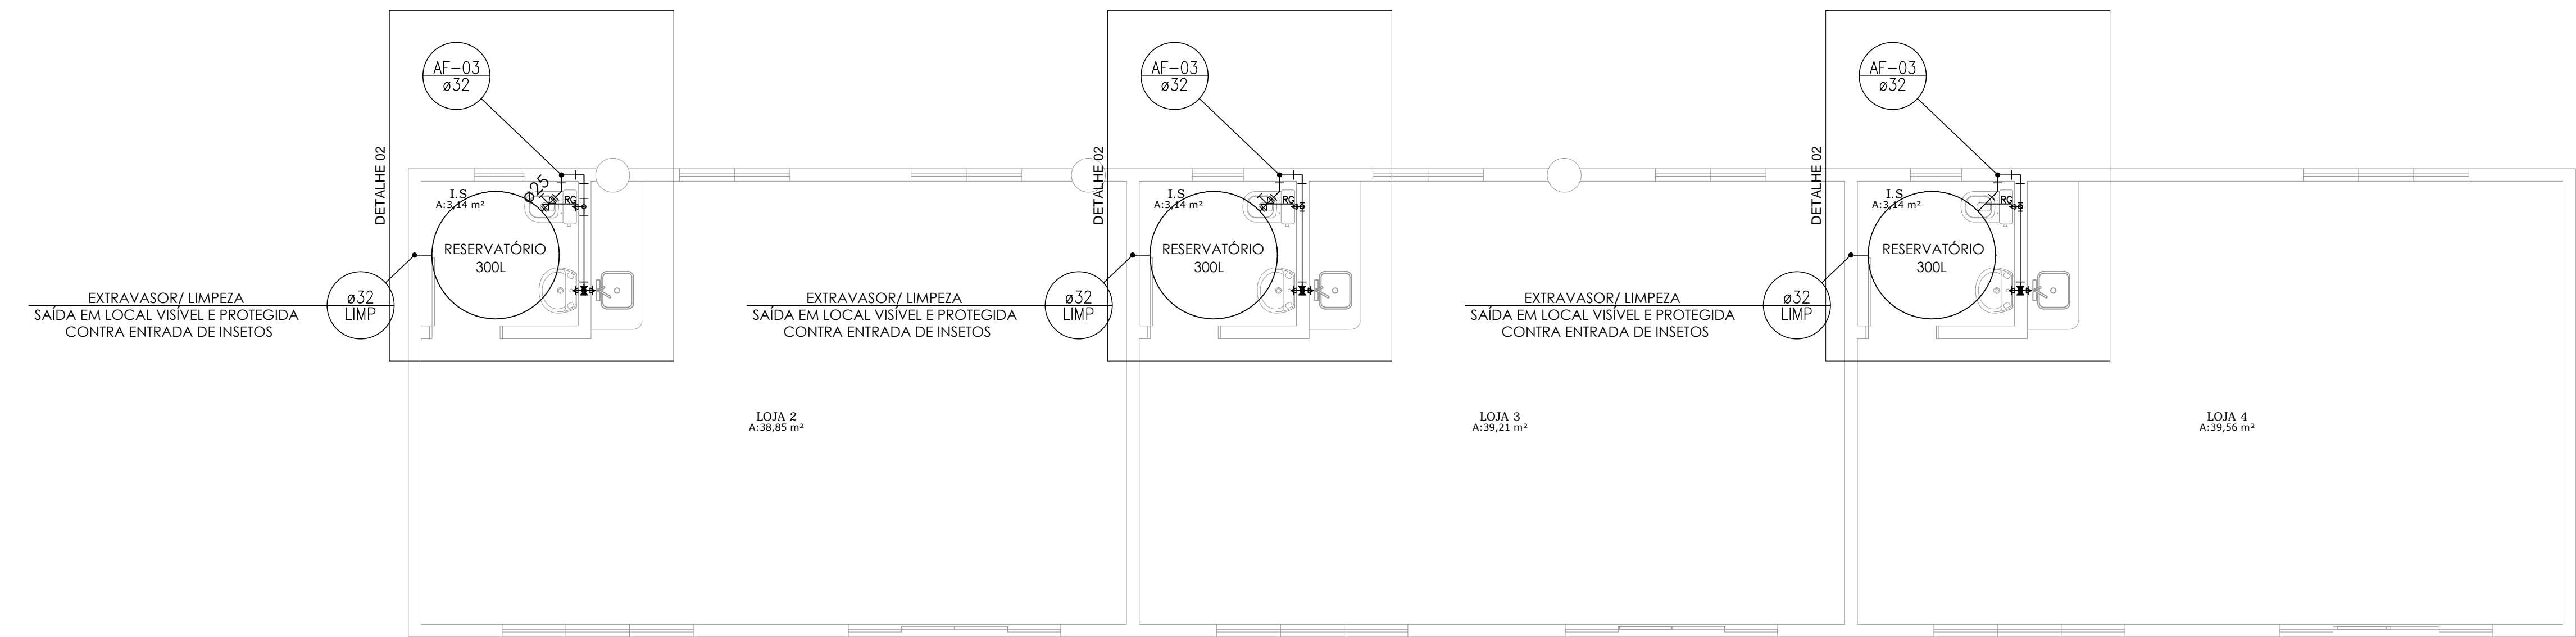 AF-03
ø32
DETALHE 02
I.S
A:3,14 m²
ø25
RG
RESERVATÓRIO
300L
EXTRAVASOR/ LIMPEZA
SAÍDA EM LOCAL VISÍVEL E PROTEGIDA
CONTRA ENTRADA DE INSETOS
ø32
LIMP
LOJA 2
A:38,85 m²
AF-03
ø32
DETALHE 02
I.S
A:3,14 m²
RG
RESERVATÓRIO
300L
EXTRAVASOR/ LIMPEZA
SAÍDA EM LOCAL VISÍVEL E PROTEGIDA
CONTRA ENTRADA DE INSETOS
ø32
LIMP
LOJA 3
A:39,21 m²
AF-03
ø32
DETALHE 02
I.S
A:3,14 m²
RG
RESERVATÓRIO
300L
EXTRAVASOR/ LIMPEZA
SAÍDA EM LOCAL VISÍVEL E PROTEGIDA
CONTRA ENTRADA DE INSETOS
ø32
LIMP
LOJA 4
A:39,56 m²